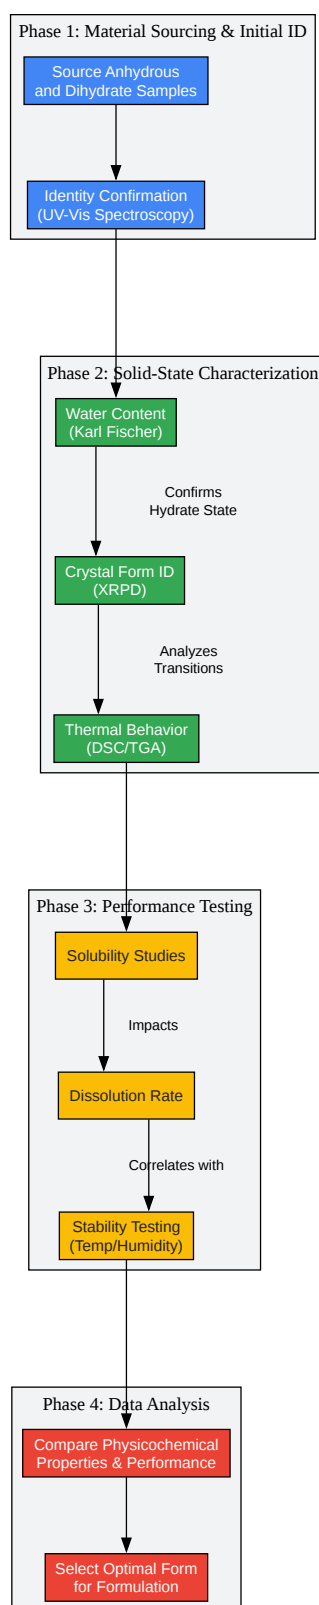 Phase 1: Material Sourcing & Initial ID
Source Anhydrous
and Dihydrate Samples
Identity Confirmation
(UV-Vis Spectroscopy)
Phase 2: Solid-State Characterization
Water Content
(Karl Fischer)
Confirms
Hydrate State
Crystal Form ID
(XRPD)
Analyzes
Transitions
Thermal Behavior
(DSC/TGA)
Phase 3: Performance Testing
Solubility Studies
Impacts
Dissolution Rate
Correlates with
Stability Testing
(Temp/Humidity)
Phase 4: Data Analysis
Compare Physicochemical
Properties & Performance
Select Optimal Form
for Formulation